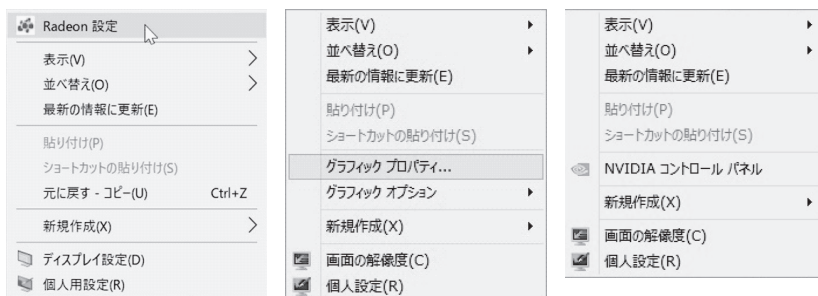 Radeon 設定
表示(V)
並べ替え(O)
最新の情報に更新(E)
貼り付け(P)
ショートカットの貼り付け(S)
元に戻す - コピー(U) Ctrl+Z
新規作成(X)
ディスプレイ設定(D)
個人用設定(R)
表示(V)
並べ替え(O)
最新の情報に更新(E)
貼り付け(P)
ショートカットの貼り付け(S)
グラフィック プロパティ...
グラフィック オプション
新規作成(X)
画面の解像度(C)
個人設定(R)
表示(V)
並べ替え(O)
最新の情報に更新(E)
貼り付け(P)
ショートカットの貼り付け(S)
NVIDIA コントロール パネル
新規作成(X)
画面の解像度(C)
個人設定(R)